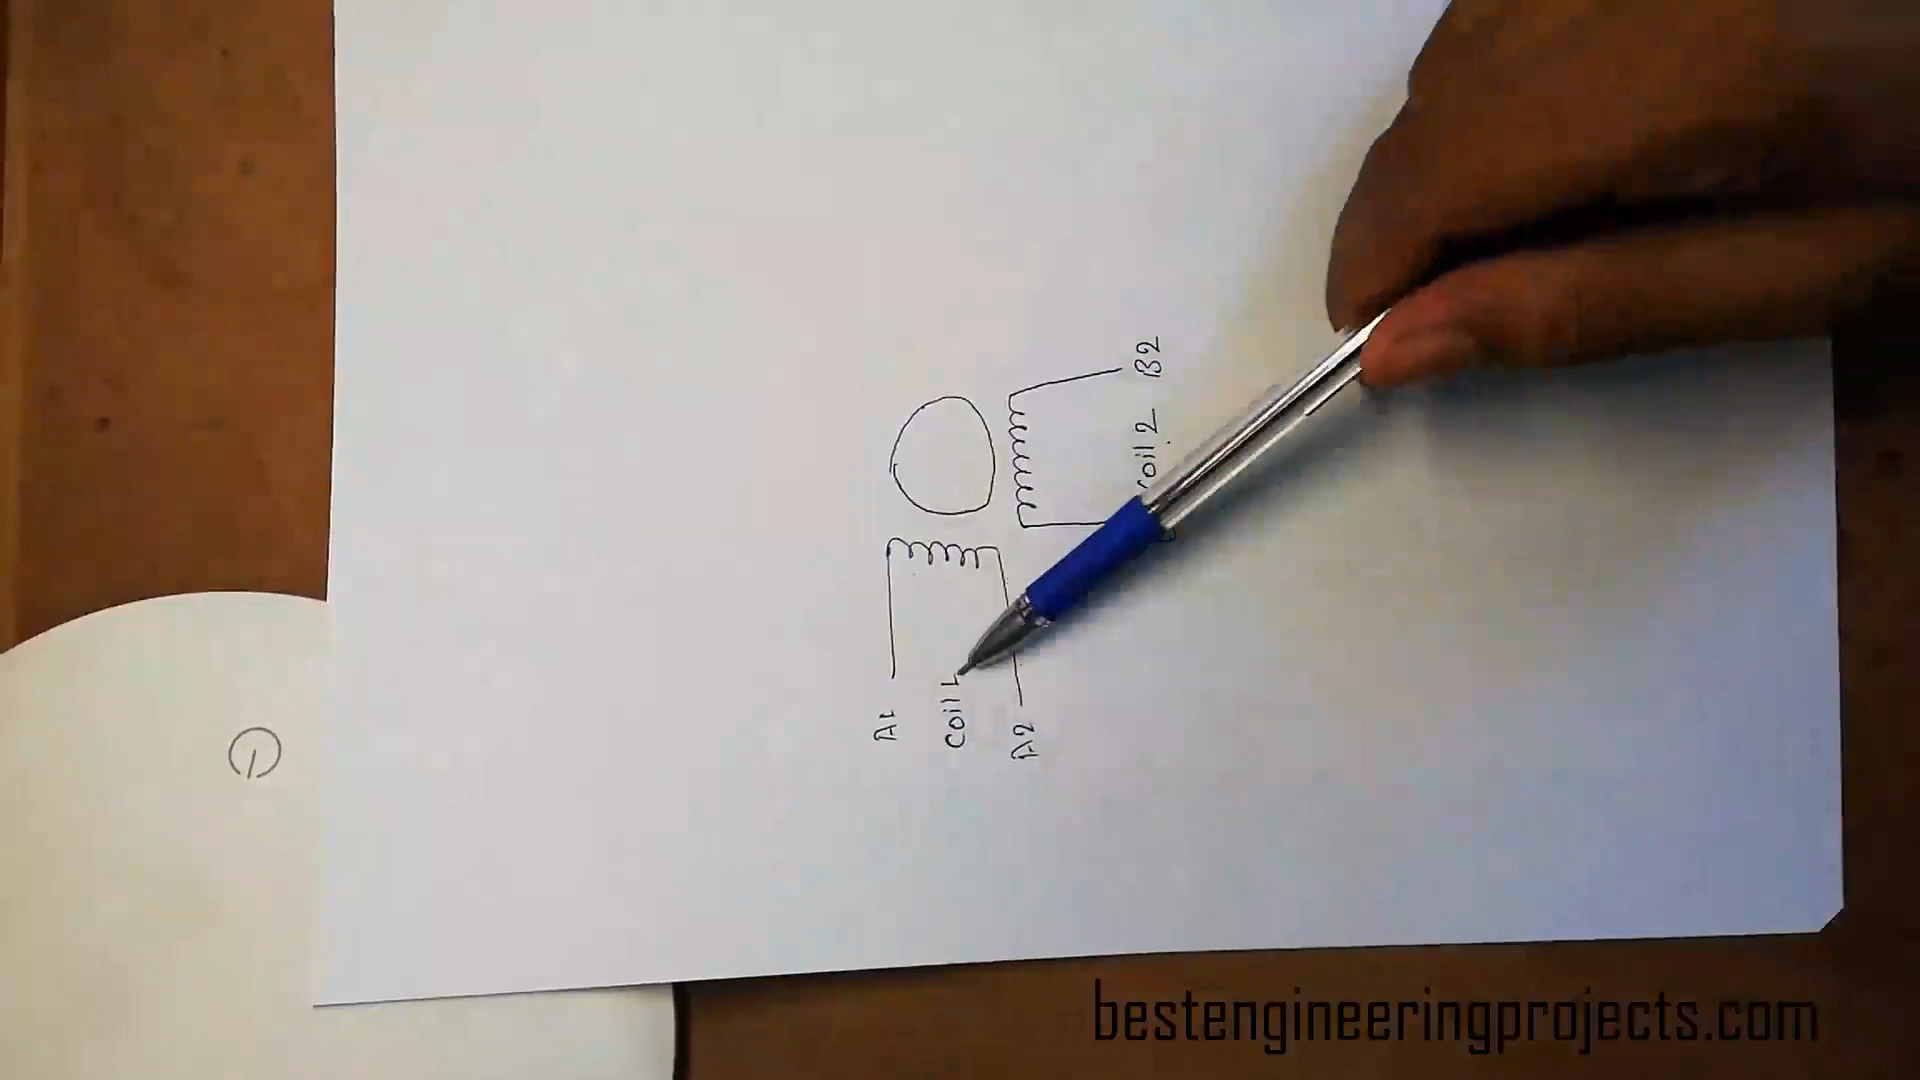 A1
Coil 1
A2
coil 2
B2
bestengineeringprojects.com